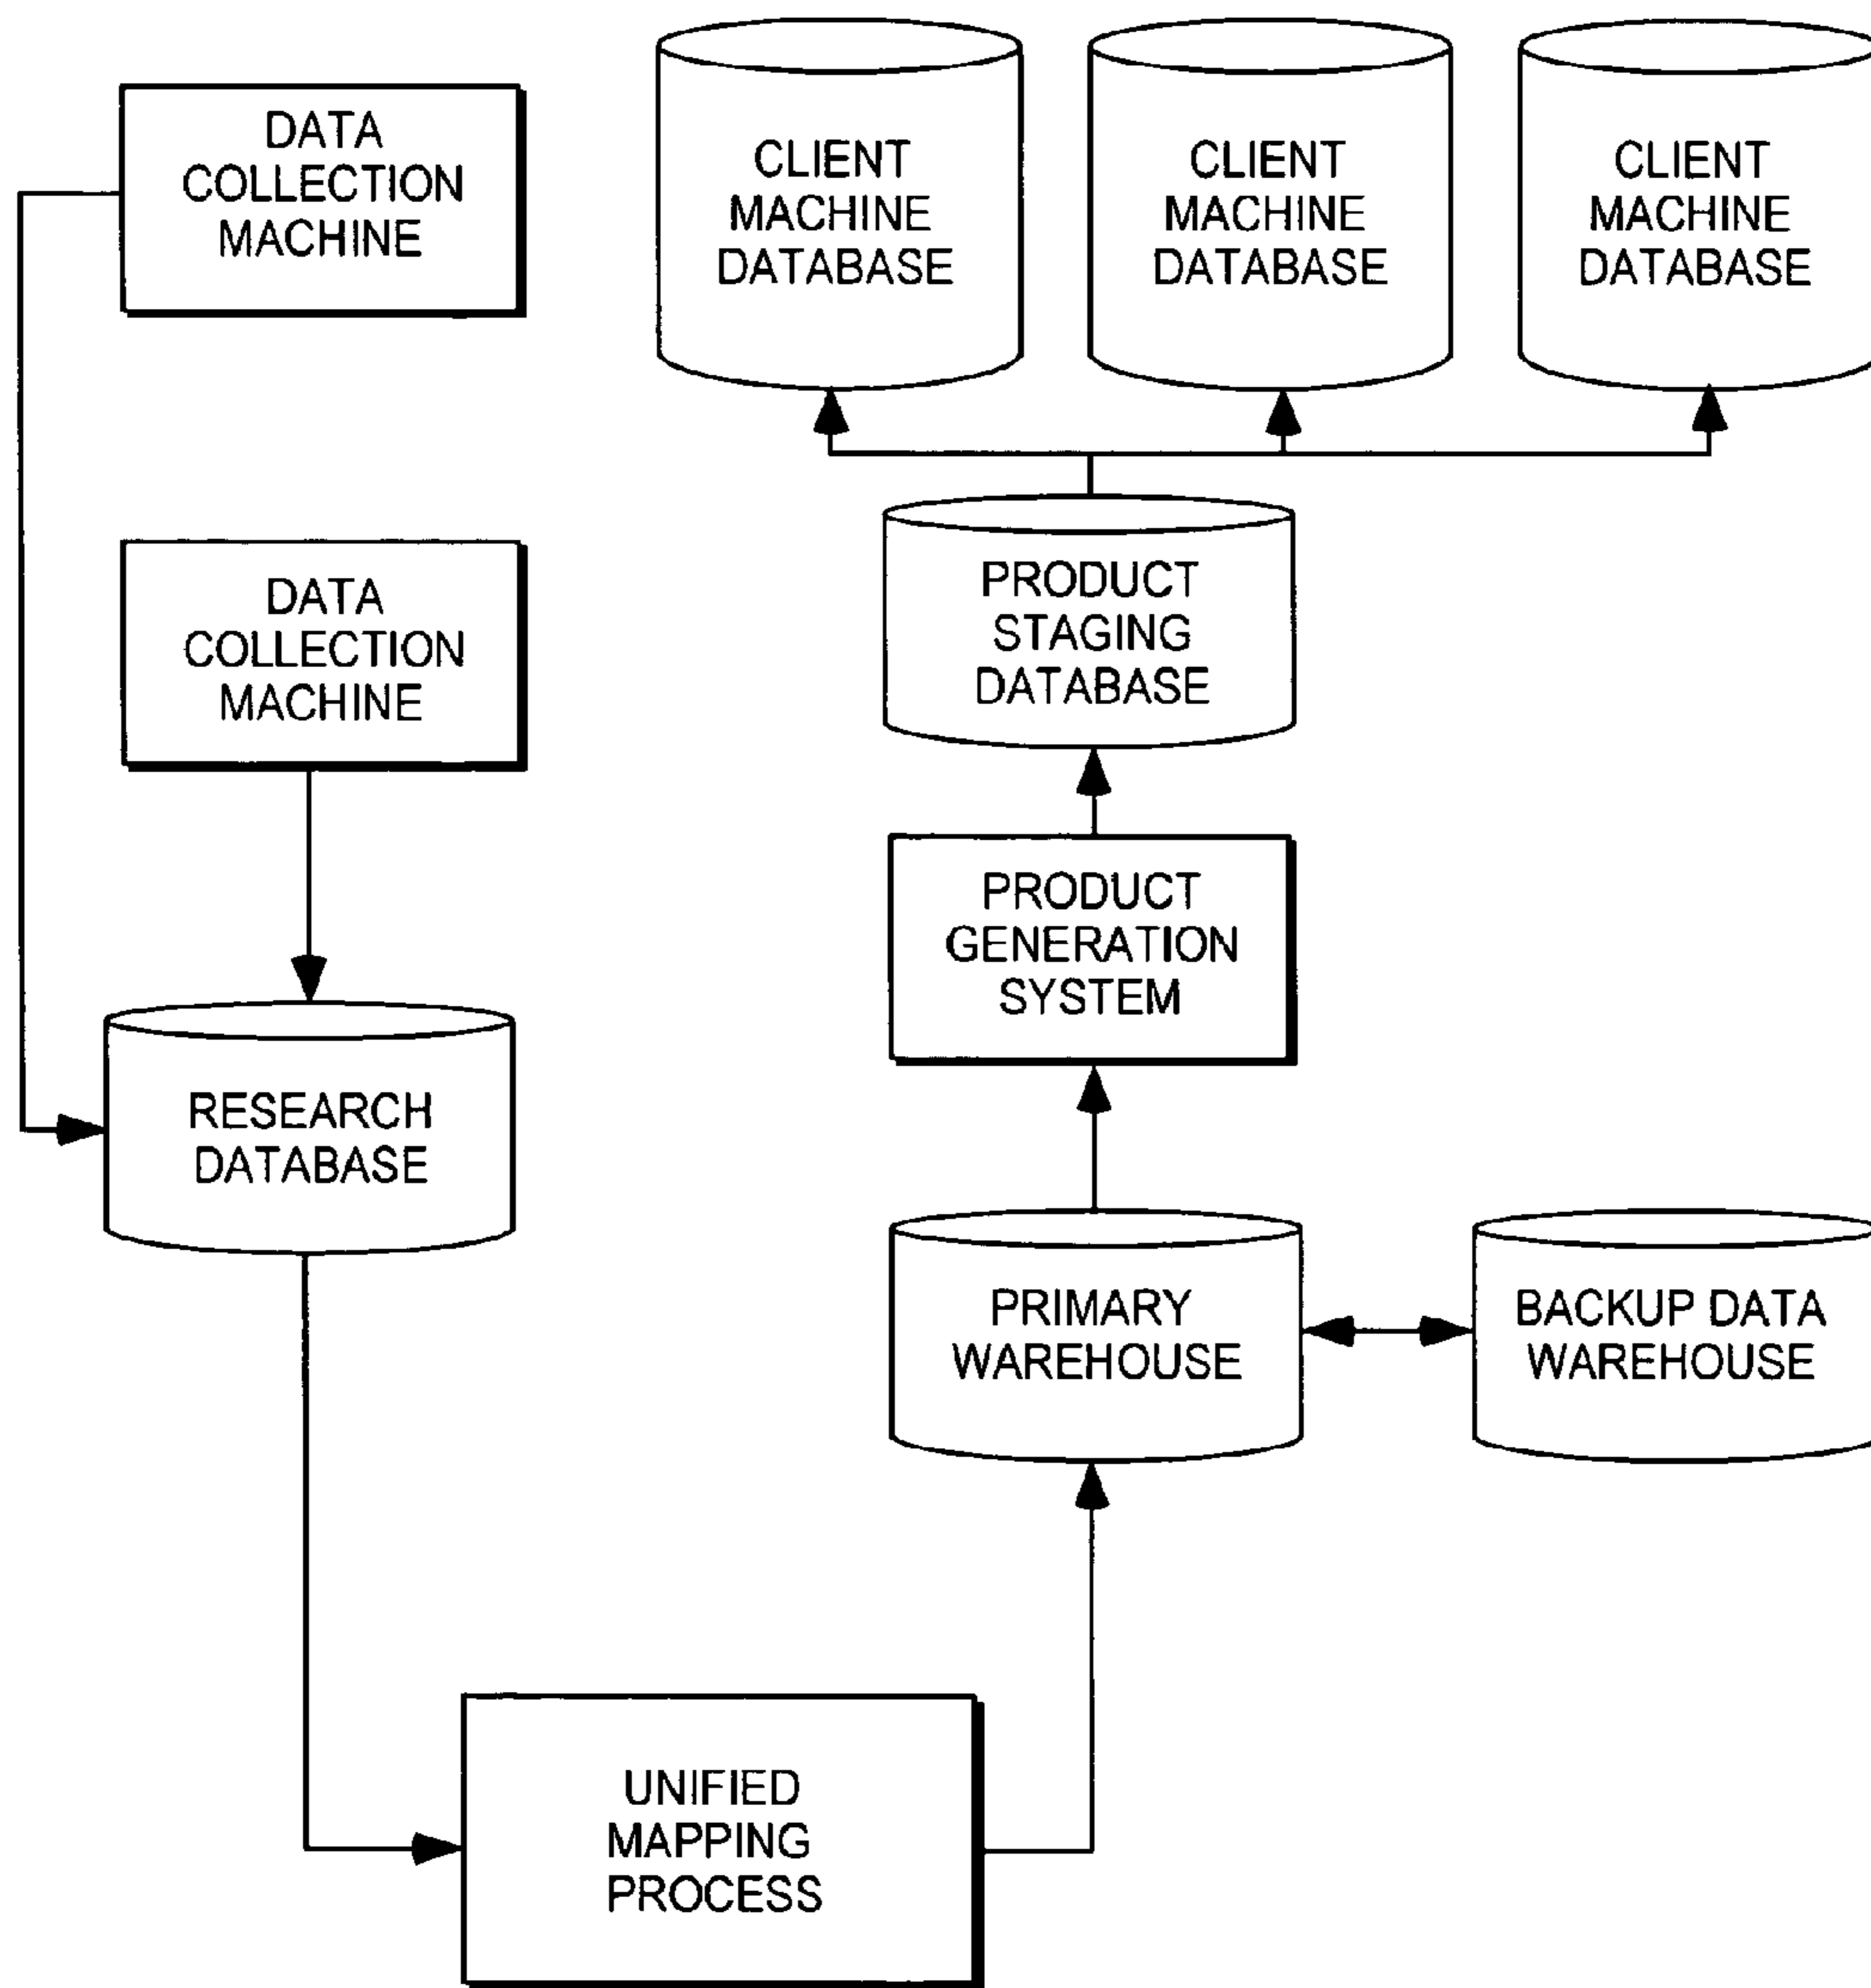 DATA
COLLECTION
MACHINE
CLIENT
MACHINE
DATABASE
CLIENT
MACHINE
DATABASE
CLIENT
MACHINE
DATABASE
DATA
COLLECTION
MACHINE
PRODUCT
STAGING
DATABASE
PRODUCT
GENERATION
SYSTEM
RESEARCH
DATABASE
PRIMARY
WAREHOUSE
BACKUP DATA
WAREHOUSE
UNIFIED
MAPPING
PROCESS